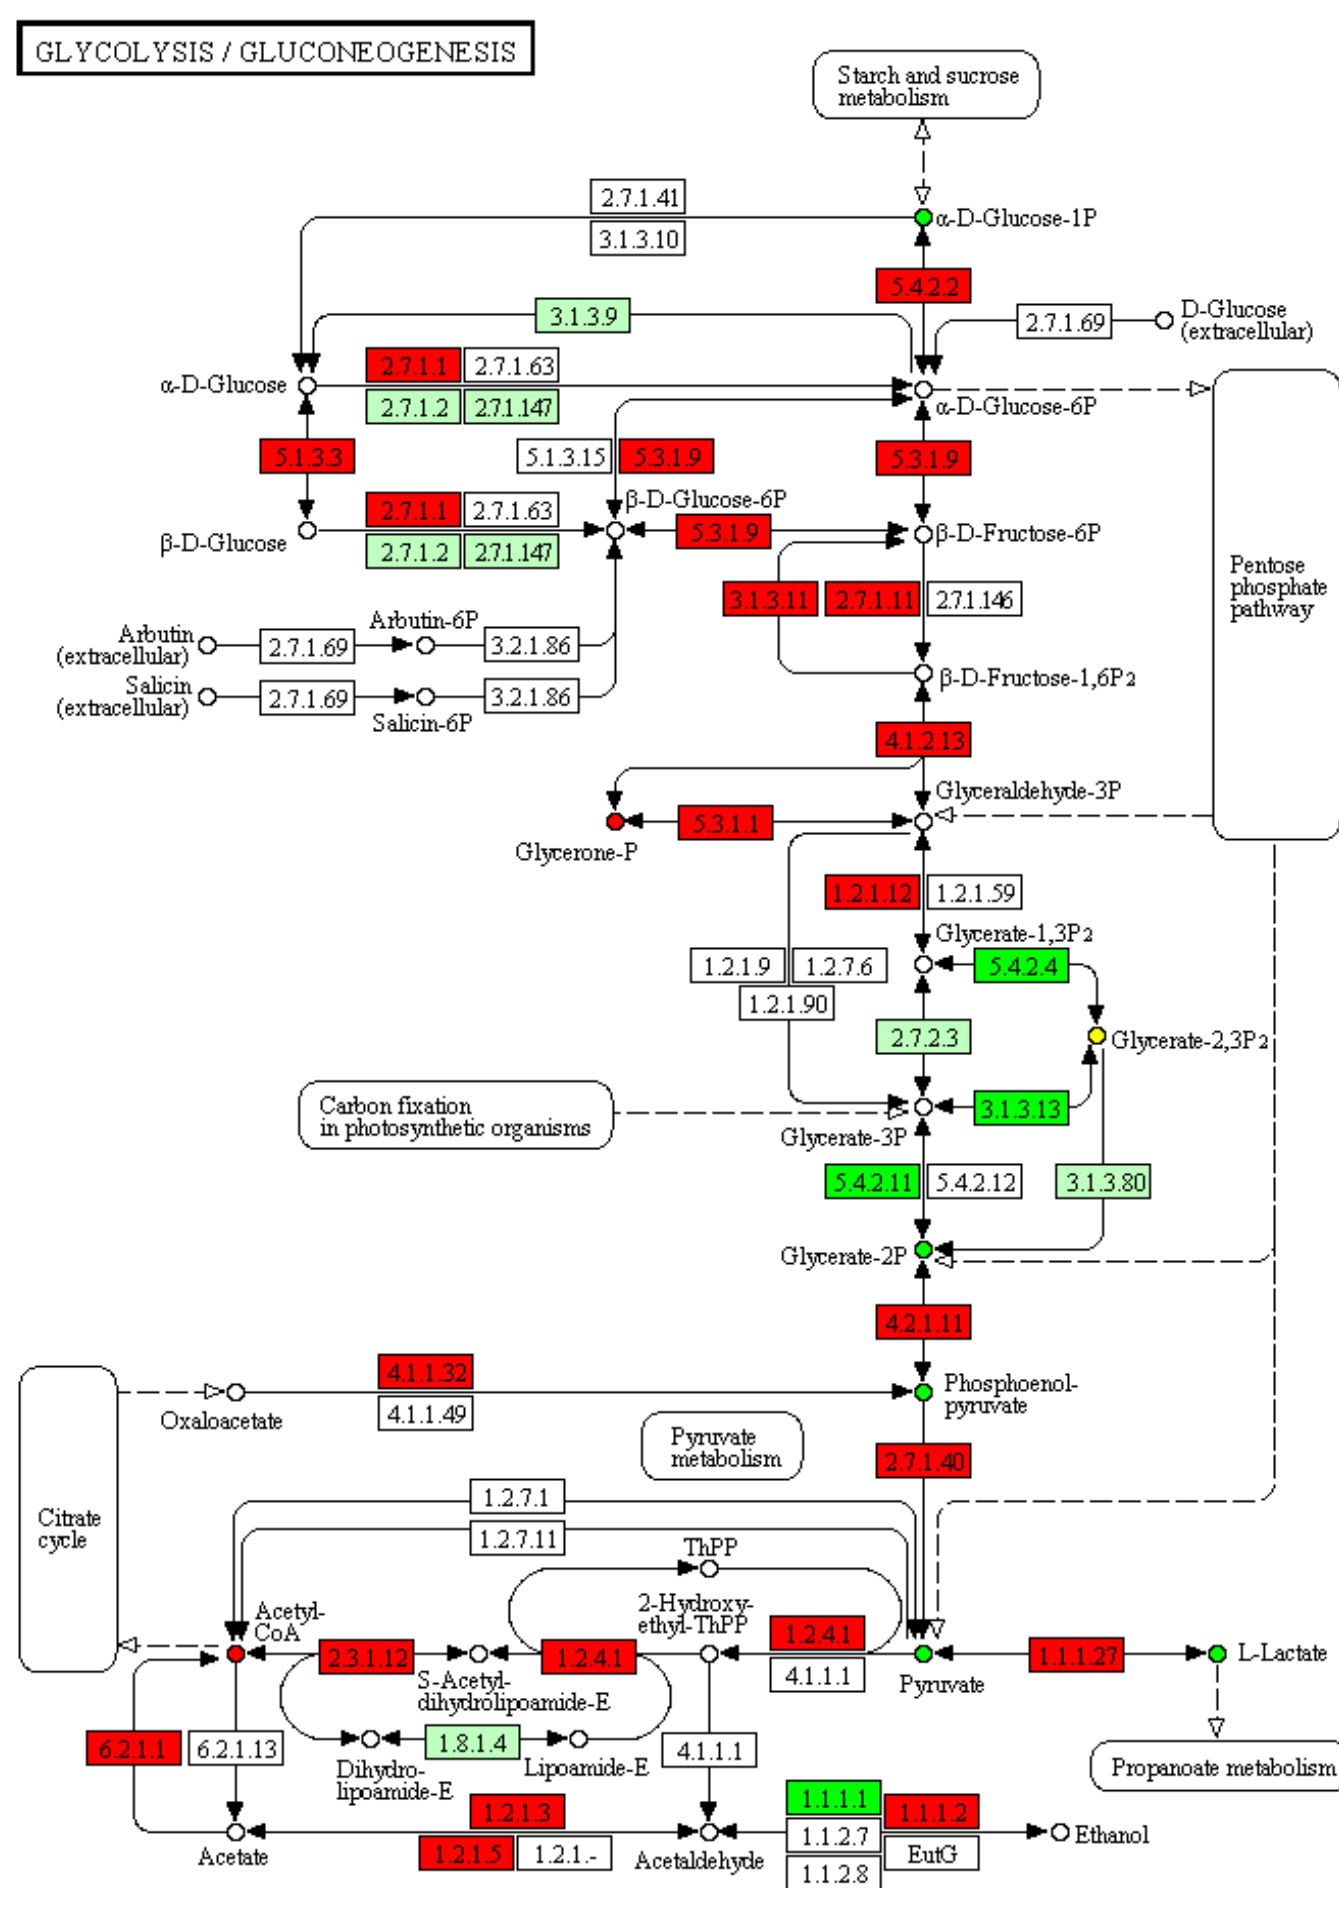 GLYCOLYSIS / GLUCONEOGENESIS
Starch and sucrose
metabolism
2.7.1.41
3.1.3.10
α-D-Glucose-1P
5.4.2.2
3.1.3.9
2.7.1.69
D-Glucose
(extracellular)
2.7.1.1
2.7.1.63
α-D-Glucose
2.7.1.2
2.7.1.147
α-D-Glucose-6P
5.1.3.3
5.1.3.15
5.3.1.9
5.3.1.9
2.7.1.1
2.7.1.63
β-D-Glucose-6P
β-D-Glucose
2.7.1.2
2.7.1.147
5.3.1.9
β-D-Fructose-6P
Pentose
phosphate
pathway
3.1.3.11
2.7.1.11
2.7.1.146
Arbutin
(extracellular)
2.7.1.69
Arbutin-6P
3.2.1.86
Salicin
(extracellular)
2.7.1.69
Salicin-6P
3.2.1.86
β-D-Fructose-1,6P2
4.1.2.13
Glyceraldehyde-3P
5.3.1.1
Glycerone-P
1.2.1.12
1.2.1.59
Glycerate-1,3P2
1.2.1.9
1.2.7.6
5.4.2.4
1.2.1.90
2.7.2.3
Glycerate-2,3P2
Carbon fixation
in photosynthetic organisms
3.1.3.13
Glycerate-3P
5.4.2.11
5.4.2.12
3.1.3.80
Glycerate-2P
4.2.1.11
4.1.1.32
Oxaloacetate
4.1.1.49
Phosphoenol-
pyruvate
Pyruvate
metabolism
2.7.1.40
Citrate
cycle
1.2.7.1
1.2.7.11
ThPP
Acetyl-
CoA
2-Hydroxy-
ethyl-ThPP
1.2.4.1
2.3.1.12
1.2.4.1
4.1.1.1
1.1.1.27
L-Lactate
S-Acetyl-
dihydrolipoamide-E
Pyruvate
6.2.1.1
6.2.1.13
1.8.1.4
4.1.1.1
Dihydro-
lipoamide-E
Lipoamide-E
Propanoate metabolism
1.2.1.3
1.1.1.1
1.1.1.2
Acetate
1.2.1.5
1.2.1.-
Acetaldehyde
1.1.2.7
EutG
Ethanol
1.1.2.8